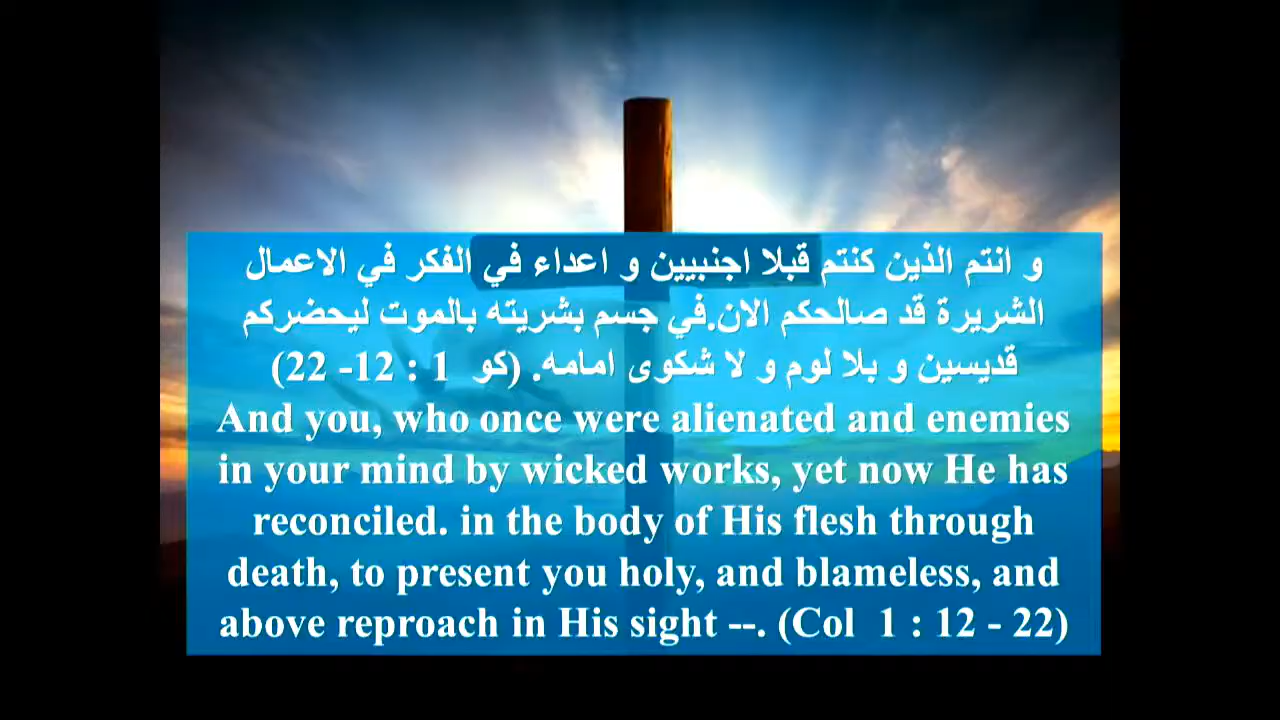 و انتم الذين كنتم قبلا اجنبيين و اعداء في الفكر في الاعمال
الشريرة قد صالحكم الان.في جسم بشريته بالموت ليحضركم
قديسين و بلا لوم و لا شكوى امامه. (كو  1 : 12- 22)
And you, who once were alienated and enemies
in your mind by wicked works, yet now He has
reconciled. in the body of His flesh through
death, to present you holy, and blameless, and
above reproach in His sight --. (Col  1 : 12 - 22)